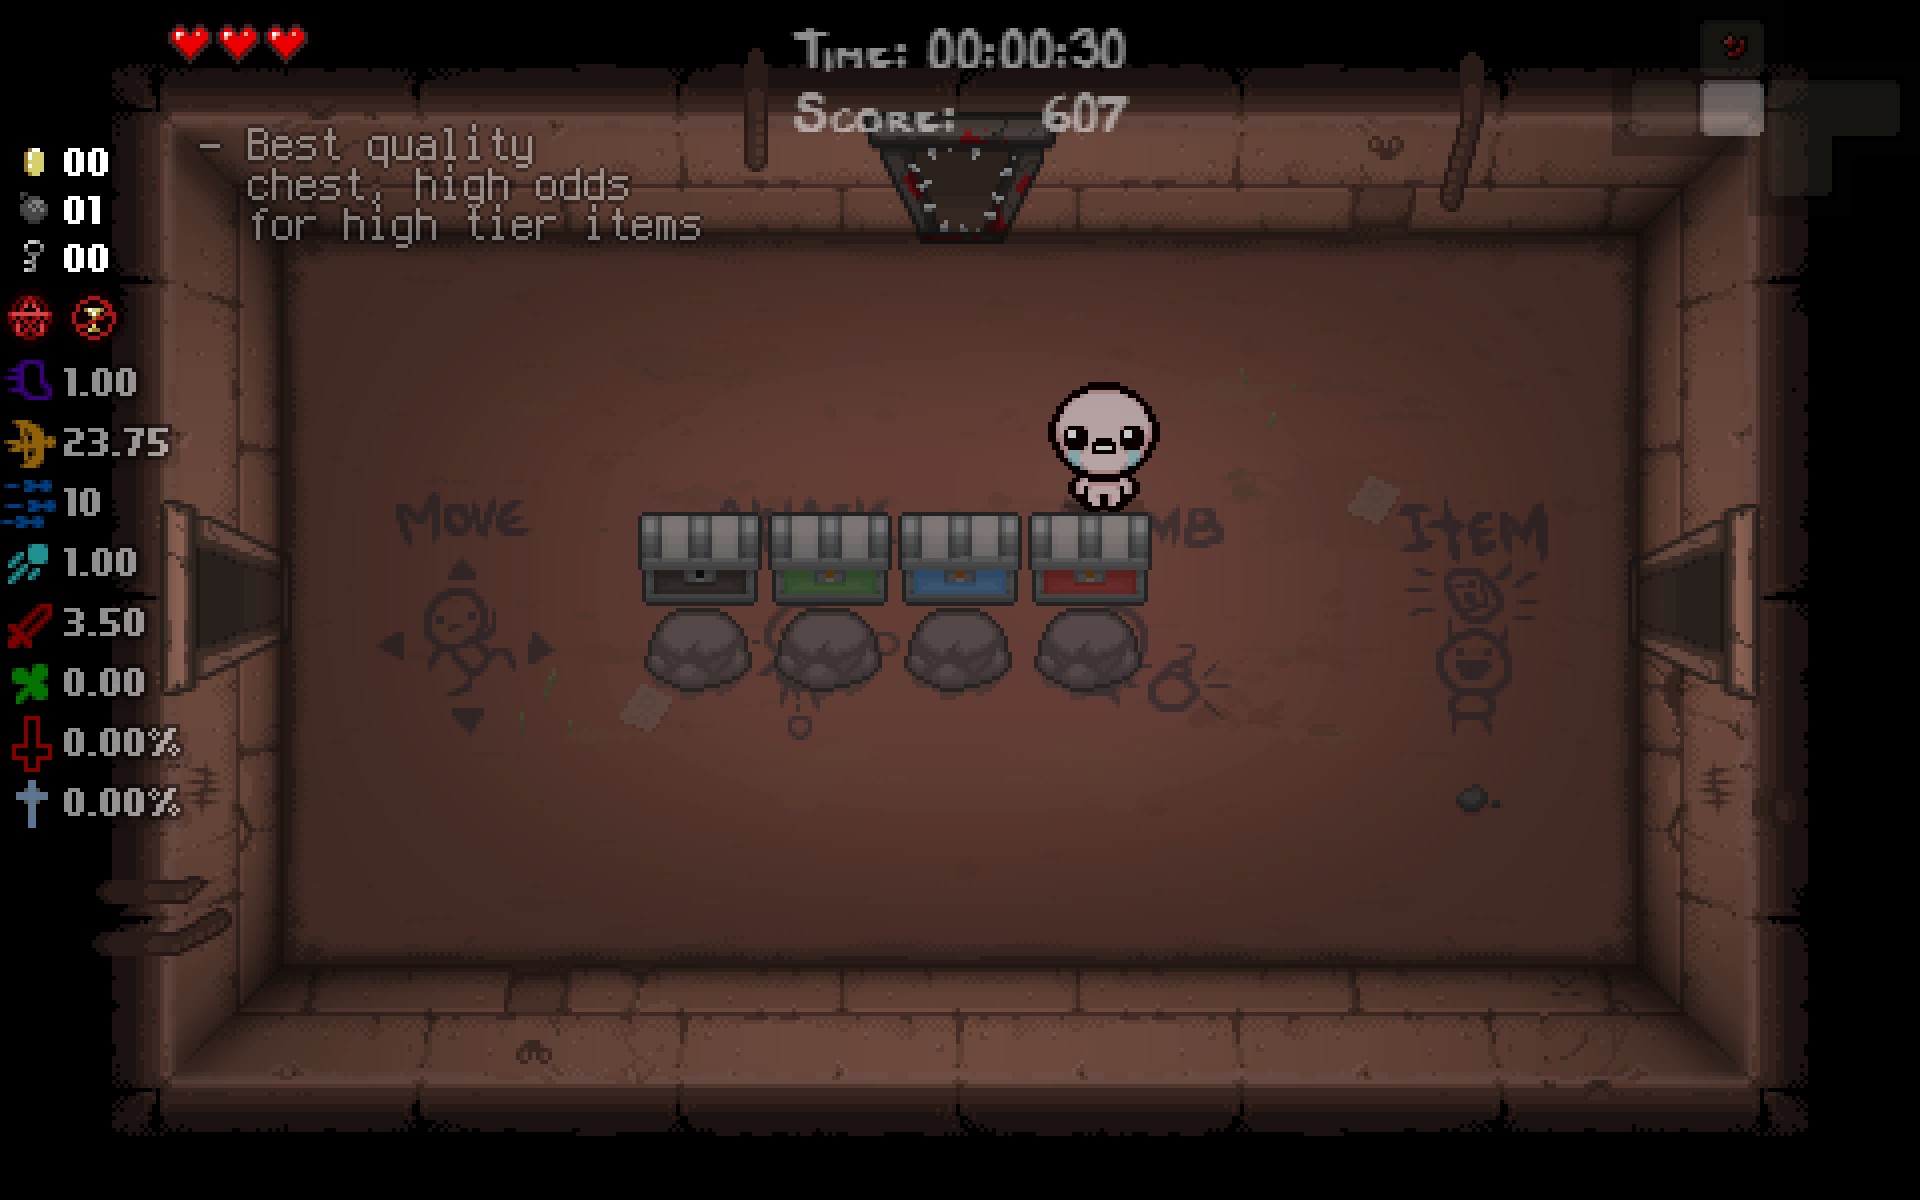 Time: 00:00:30
Score: 607
- Best quality
chest, high odds
for high tier items
00
01
00
1.00
23.75
10
1.00
3.50
0.00
0.00%
0.00%
MOVE
MB
ITEM